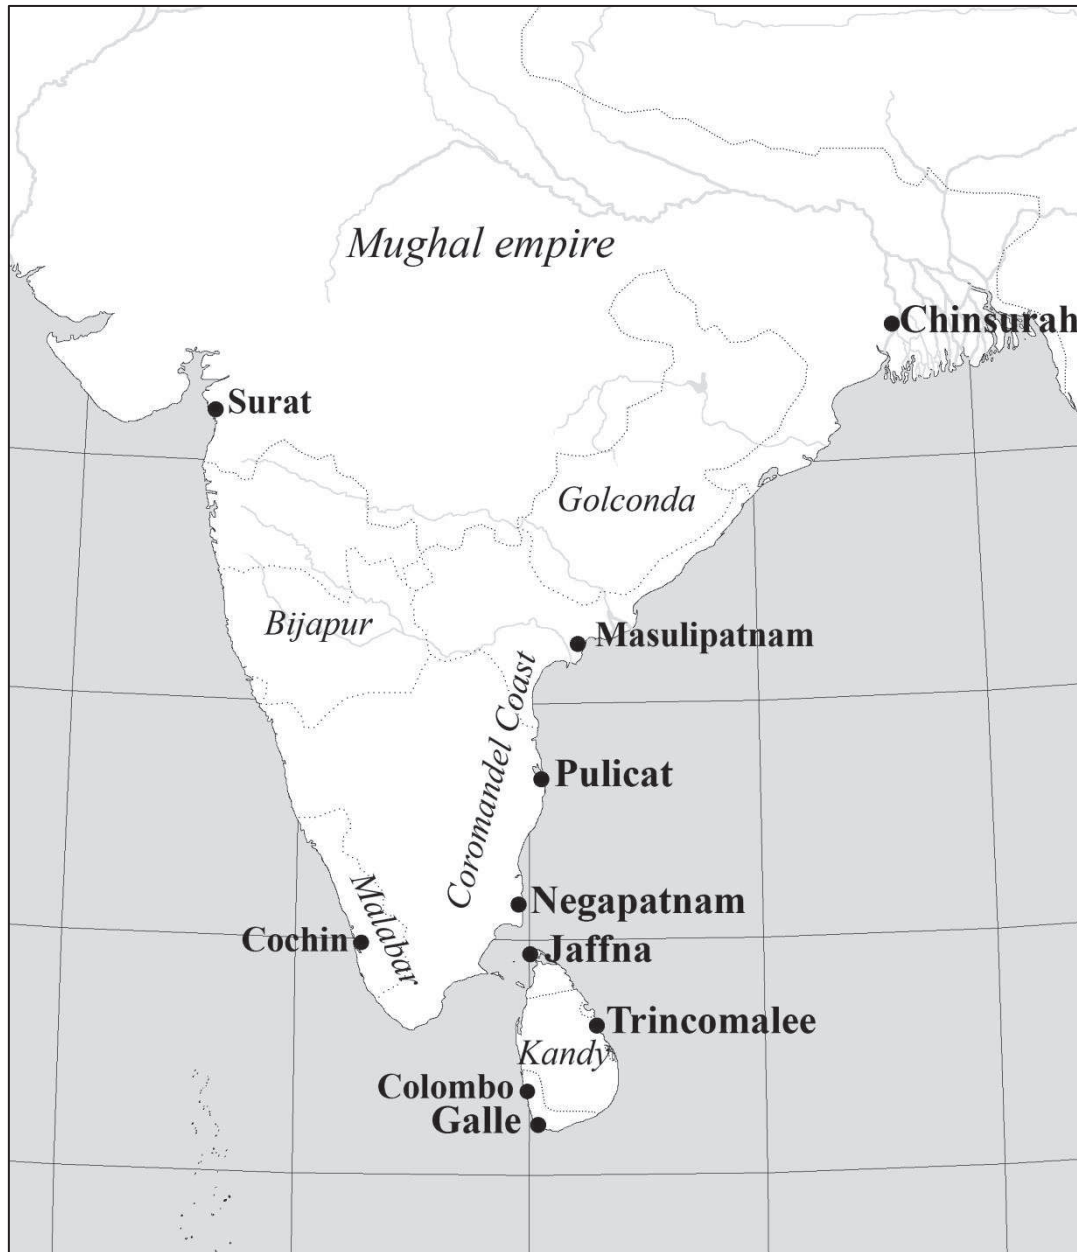 Mughal empire
Chinsurah
Surat
Golconda
Bijapur
Masulipatnam
Coromandel Coast
Pulicat
Malabar
Negapatnam
Cochin
Jaffna
Trincomalee
Kandy
Colombo
Galle